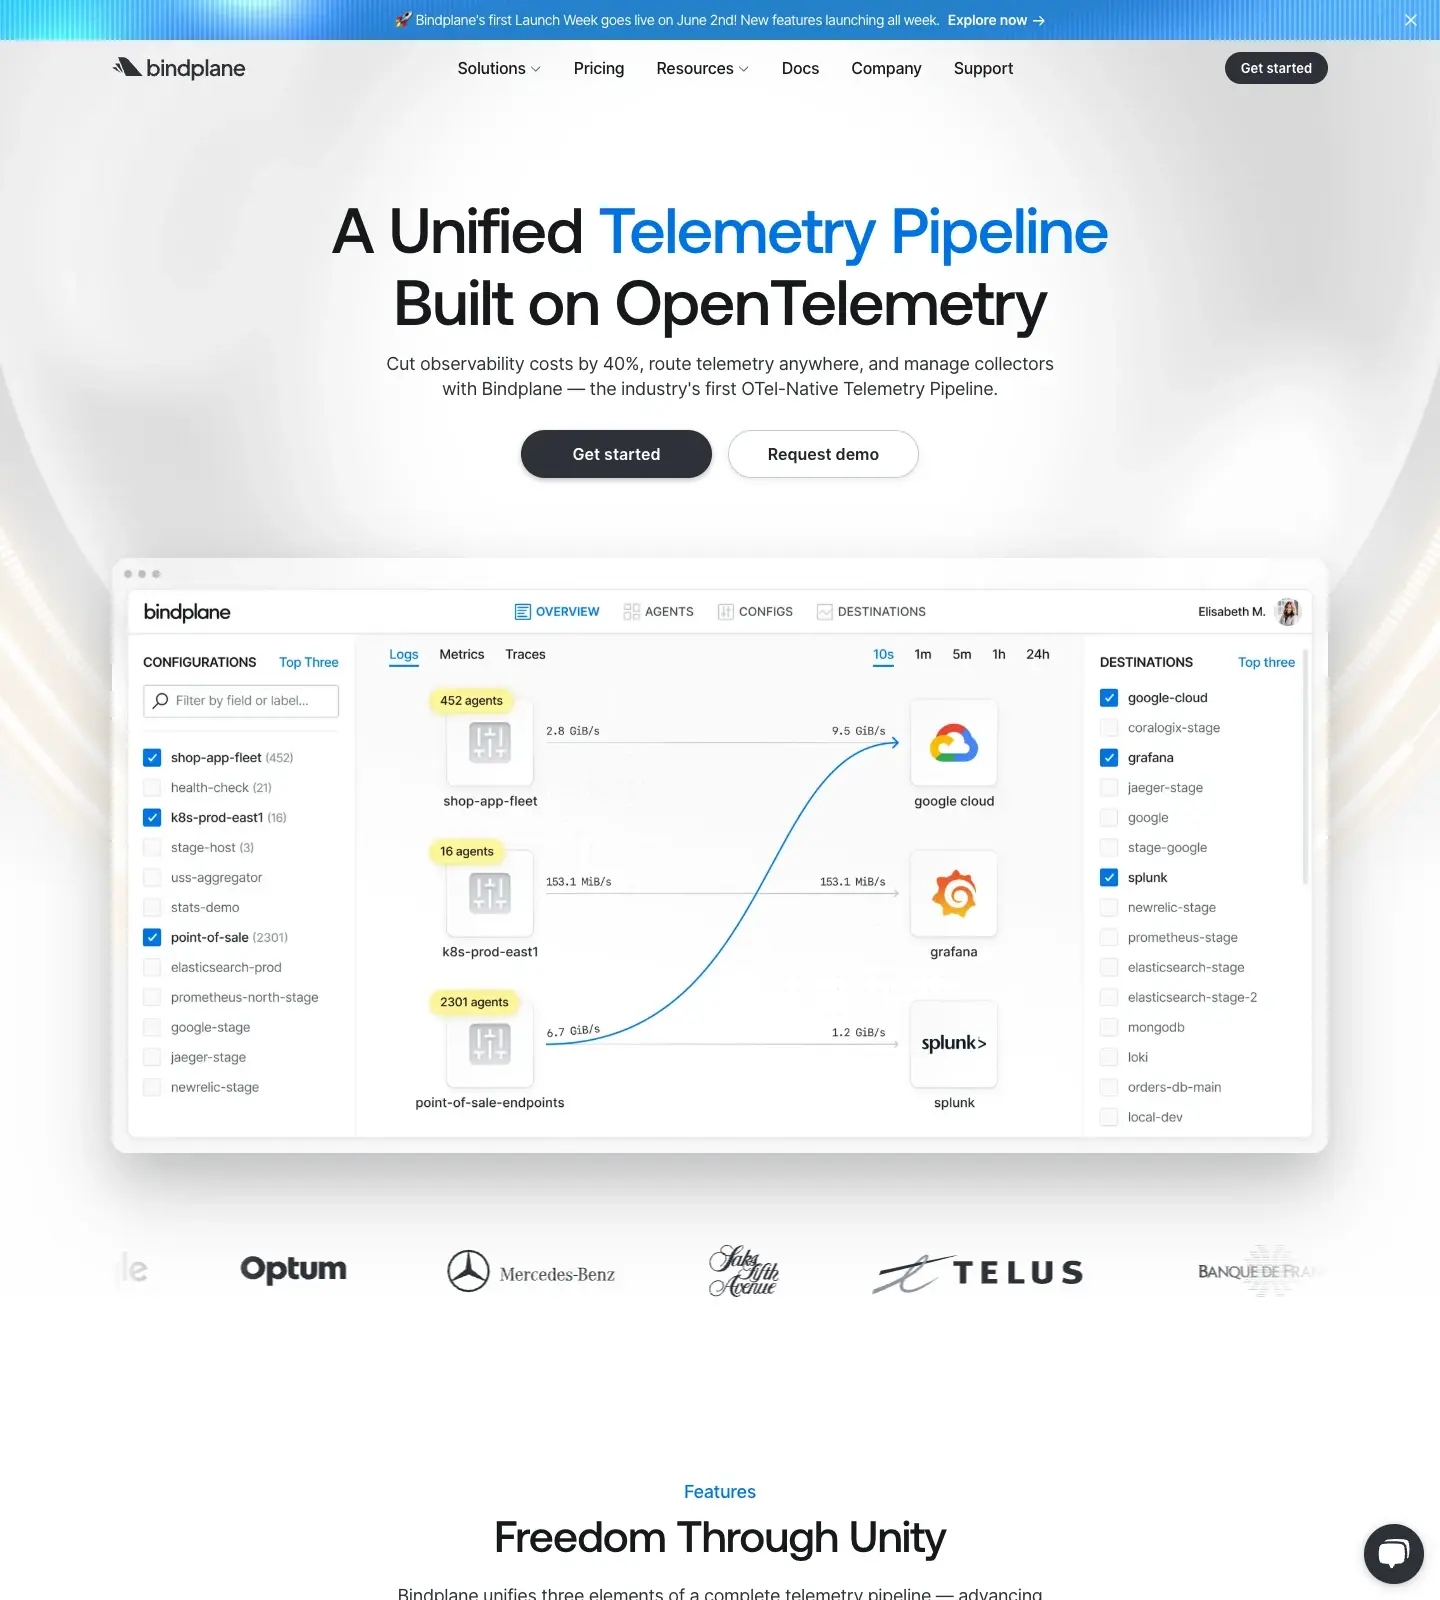 🚀 Bindplane's first Launch Week goes live on June 2nd! New features launching all week. Explore now →
bindplane
Solutions
Pricing
Resources
Docs
Company
Support
Get started
A Unified Telemetry Pipeline
Built on OpenTelemetry
Cut observability costs by 40%, route telemetry anywhere, and manage collectors
with Bindplane — the industry's first OTel-Native Telemetry Pipeline.
Get started
Request demo
bindplane
OVERVIEW
AGENTS
CONFIGS
DESTINATIONS
Elisabeth M.
CONFIGURATIONS
Top Three
Filter by field or label...
shop-app-fleet (452)
health-check (21)
k8s-prod-east1 (16)
stage-host (3)
uss-aggregator
stats-demo
point-of-sale (2301)
elasticsearch-prod
prometheus-north-stage
google-stage
jaeger-stage
newrelic-stage
Logs
Metrics
Traces
10s
1m
5m
1h
24h
452 agents
2.8 GiB/s
9.5 GiB/s
shop-app-fleet
google cloud
16 agents
153.1 MiB/s
153.1 MiB/s
k8s-prod-east1
grafana
2301 agents
6.7 GiB/s
1.2 GiB/s
splunk>
point-of-sale-endpoints
splunk
DESTINATIONS
Top three
google-cloud
coralogix-stage
grafana
jaeger-stage
google
stage-google
splunk
newrelic-stage
prometheus-stage
elasticsearch-stage
elasticsearch-stage-2
mongodb
loki
orders-db-main
local-dev
le
Optum
Mercedes-Benz
Saks Fifth Avenue
TELUS
BANQUE DE FRAN
Features
Freedom Through Unity
Bindplane unifies three elements of a complete telemetry pipeline — advancing